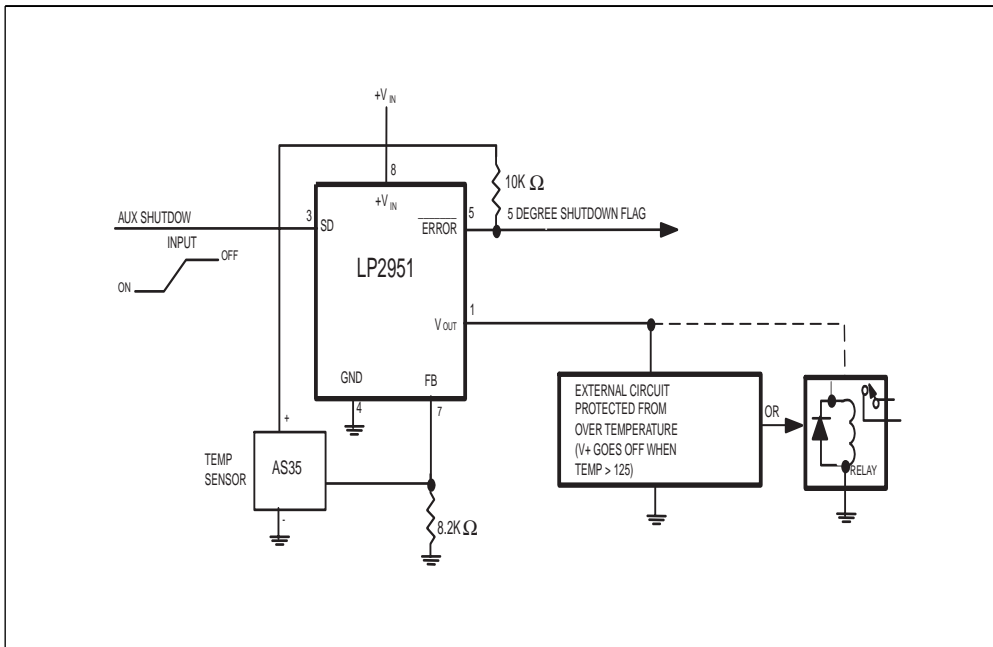 +V IN
8
+V IN
10K Ω
AUX SHUTDOW
3
SD
5
ERROR
5 DEGREE SHUTDOWN FLAG
INPUT
OFF
ON
LP2951
1
V OUT
GND
FB
4
7
EXTERNAL CIRCUIT
PROTECTED FROM
OVER TEMPERATURE
(V+ GOES OFF WHEN
TEMP > 125)
OR
RELAY
+
TEMP
SENSOR
AS35
-
8.2K Ω